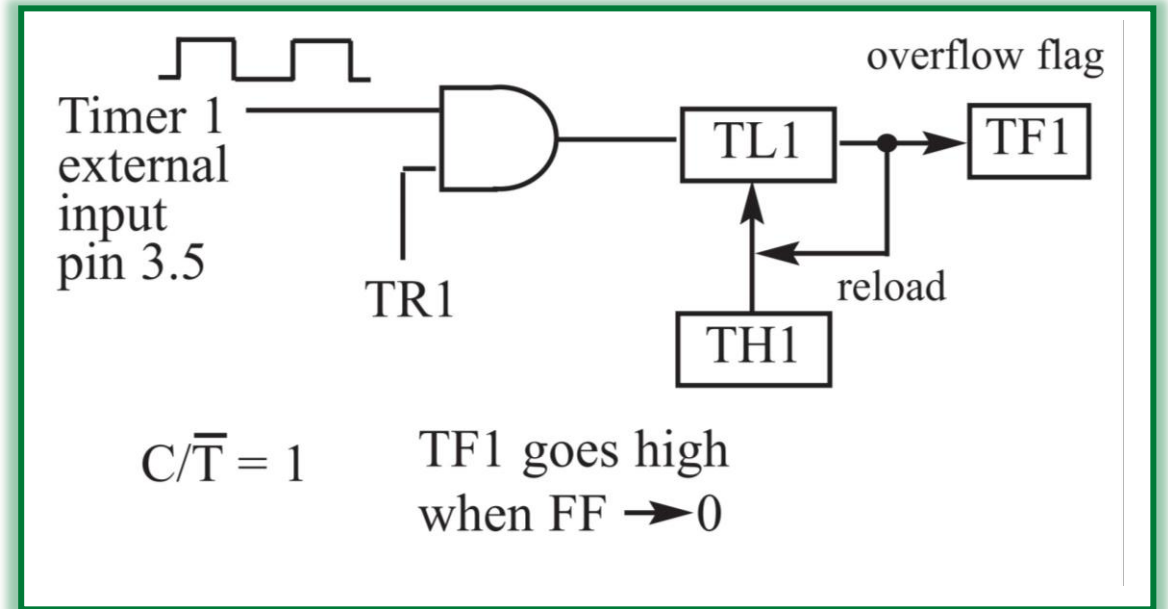 overflow flag
Timer 1
external
input
pin 3.5
TR1
TL1
TF1
reload
TH1
C/T̅ = 1
TF1 goes high
when FF → 0